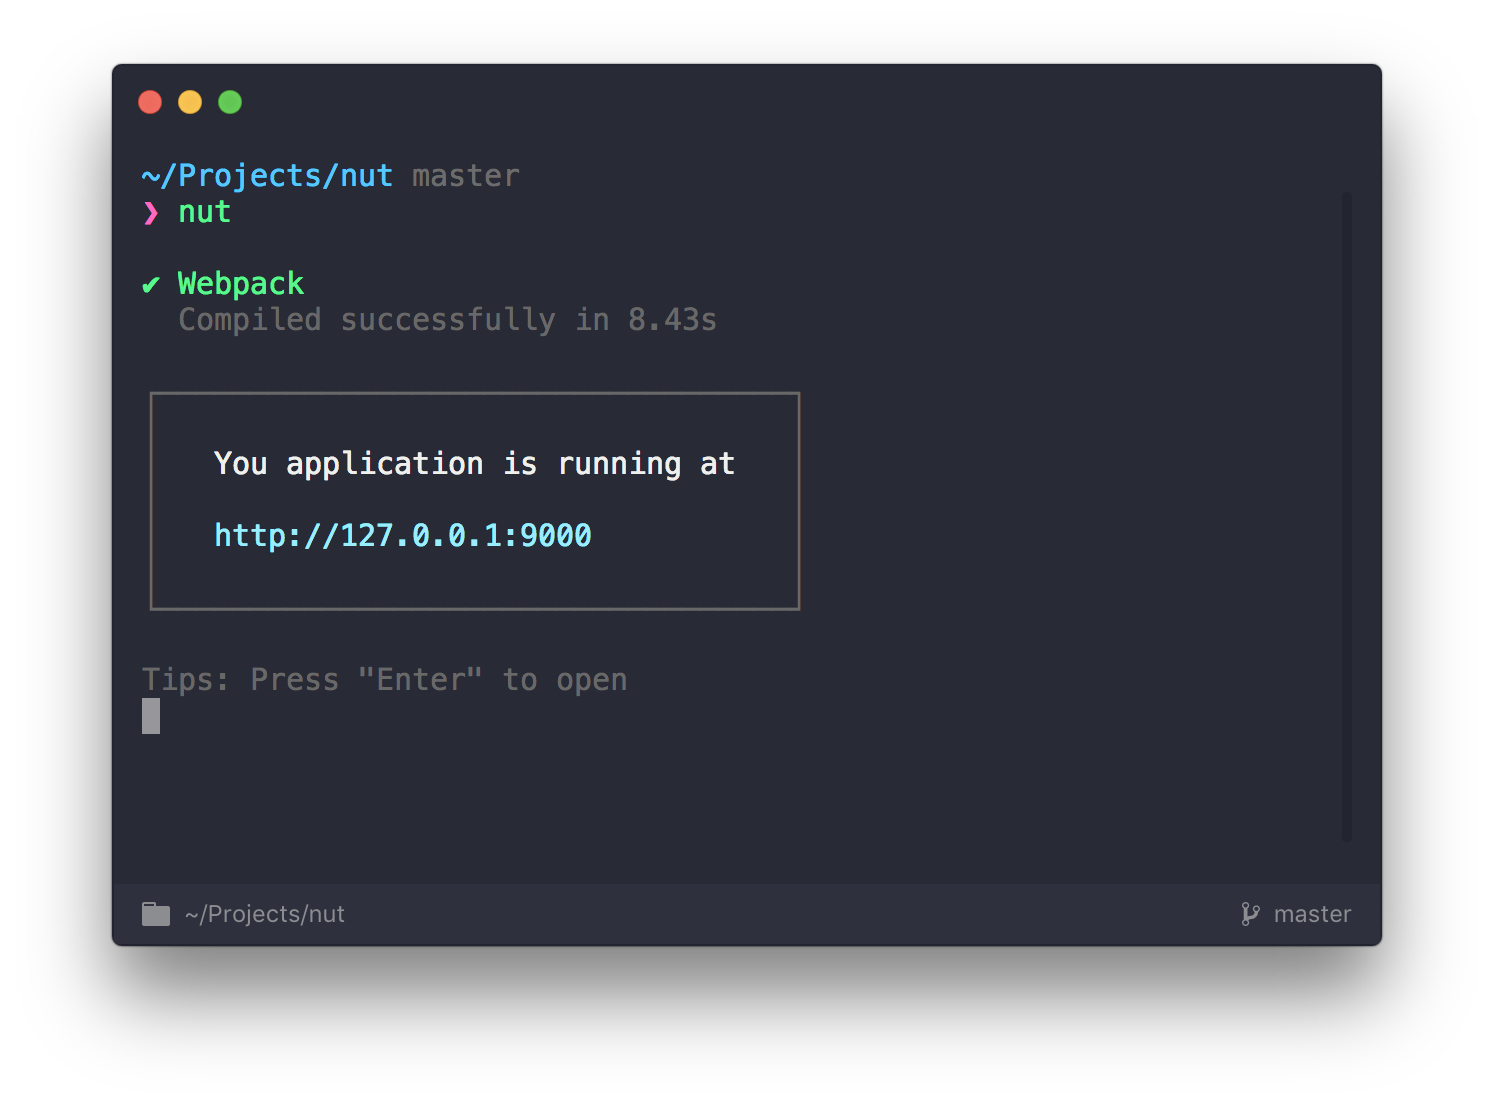 ~/Projects/nut master
❯ nut
✔ Webpack
Compiled successfully in 8.43s
You application is running at
http://127.0.0.1:9000
Tips: Press "Enter" to open
~/Projects/nut master